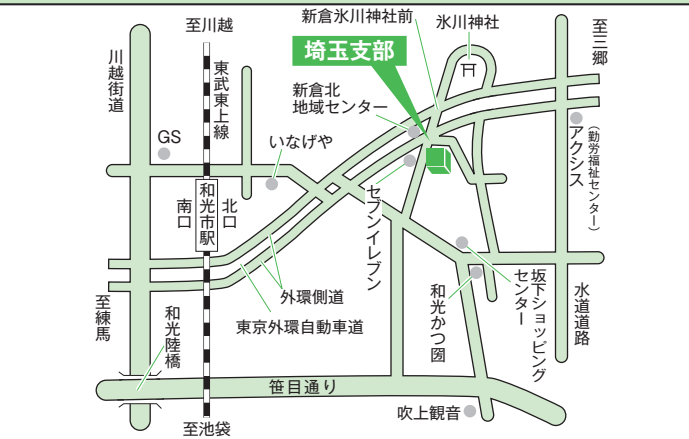 至川越
新倉氷川神社前
氷川神社
至三郷
埼玉支部
川越街道
東武東上線
新倉北
地域センター
GS
いなげや
アクシス
(勤労福祉センター)
和光市駅
北口
南口
セブンイレブン
外環側道
東京外環自動車道
至練馬
和光陸橋
和光かつ圀
坂下ショッピング
センター
水道道路
笹目通り
吹上観音
至池袋